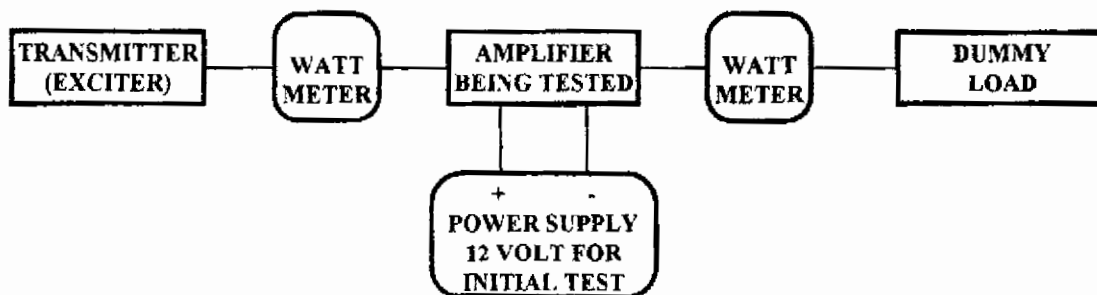 TRANSMITTER
(EXCITER)
WATT
METER
AMPLIFIER
BEING TESTED
WATT
METER
DUMMY
LOAD
+ -
POWER SUPPLY
12 VOLT FOR
INITIAL TEST